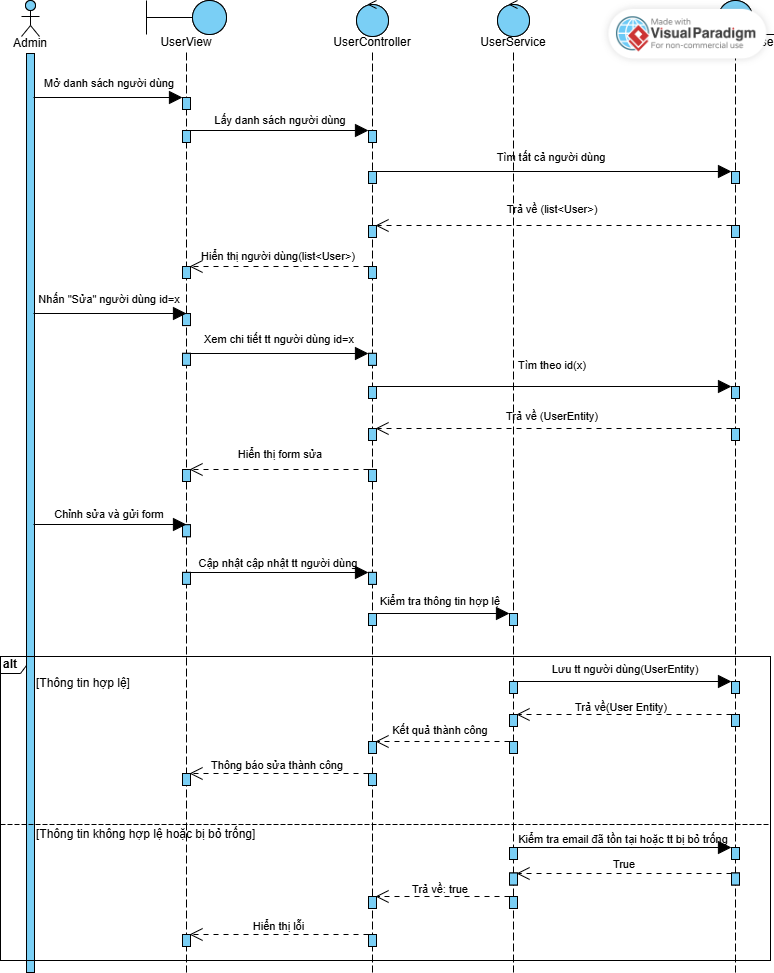 Made with
VisualParadigm
For non-commercial use
Admin
UserView
UserController
UserService
Mở danh sách người dùng
Lấy danh sách người dùng
Tìm tất cả người dùng
Trả về (list<User>)
Hiển thị người dùng(list<User>)
Nhấn "Sửa" người dùng id=x
Xem chi tiết tt người dùng id=x
Tìm theo id(x)
Trả về (UserEntity)
Hiển thị form sửa
Chỉnh sửa và gửi form
Cập nhật cập nhật tt người dùng
Kiểm tra thông tin hợp lệ
alt
Lưu tt người dùng(UserEntity)
[Thông tin hợp lệ]
Trả về(User Entity)
Kết quả thành công
Thông báo sửa thành công
[Thông tin không hợp lệ hoặc bị bỏ trống]
Kiểm tra email đã tồn tại hoặc tt bị bỏ trống
True
Trả về: true
Hiển thị lỗi